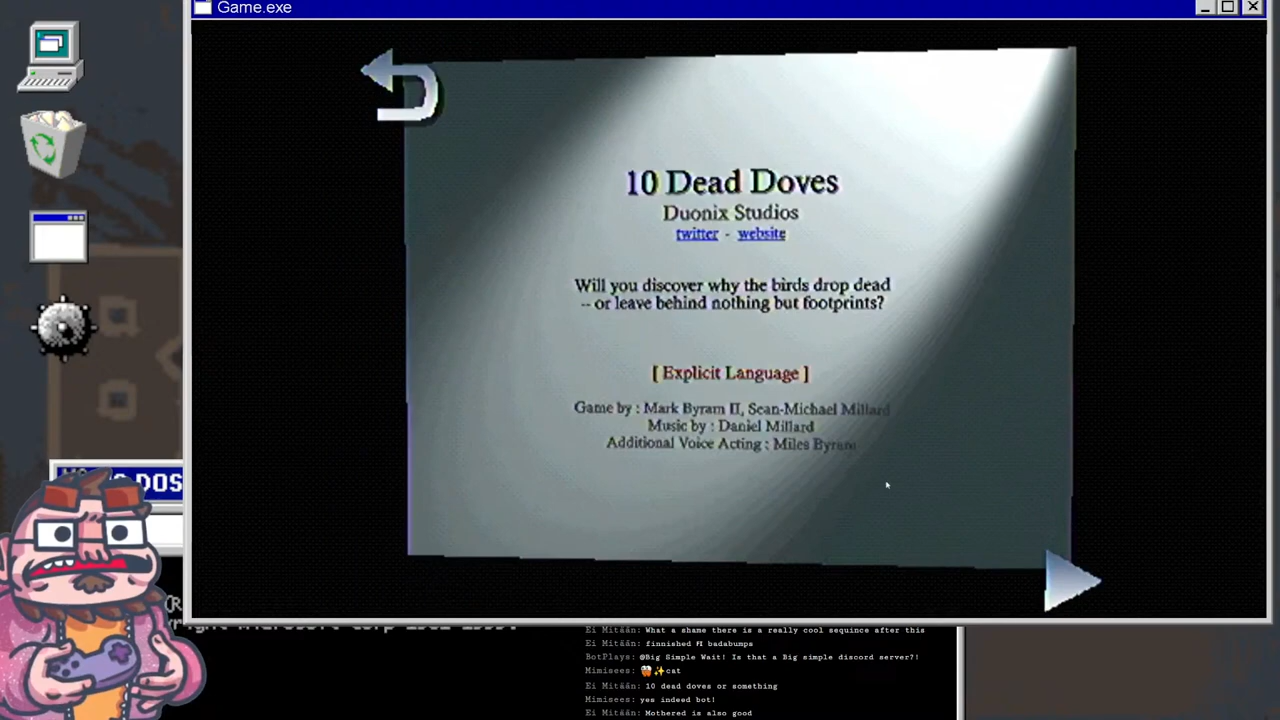 Game.exe
10 Dead Doves
Duonix Studios
twitter - website
Will you discover why the birds drop dead
-- or leave behind nothing but footprints?
[ Explicit Language ]
Game by : Mark Byram II, Sean-Michael Millard
Music by : Daniel Millard
Additional Voice Acting : Miles Byram
DOS
Ei Mitään: What a shame there is a really cool sequince after this
Ei Mitään: finnished FI badabumps
BotPlays: @Big Simple Wait! Is that a Big simple discord server?!
Mimisees: cat
Ei Mitään: 10 dead doves or something
Mimisees: yes indeed bot!
Ei Mitään: Mothered is also good